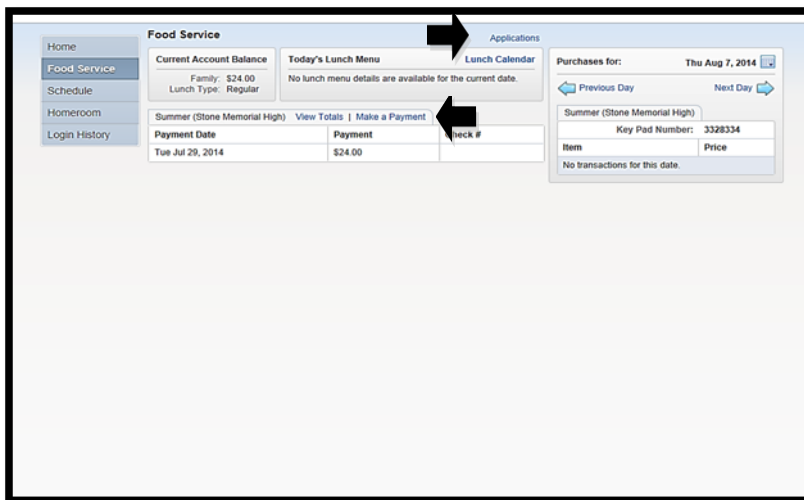 Home
Food Service
Schedule
Homeroom
Login History
Food Service
Applications
Current Account Balance
Family: $24.00
Lunch Type: Regular
Today's Lunch Menu Lunch Calendar
No lunch menu details are available for the current date.
Summer (Stone Memorial High) View Totals | Make a Payment
Payment Date Payment Check #
Tue Jul 29, 2014 $24.00
Purchases for: Thu Aug 7, 2014
Previous Day Next Day
Summer (Stone Memorial High)
Key Pad Number: 3328334
Item Price
No transactions for this date.